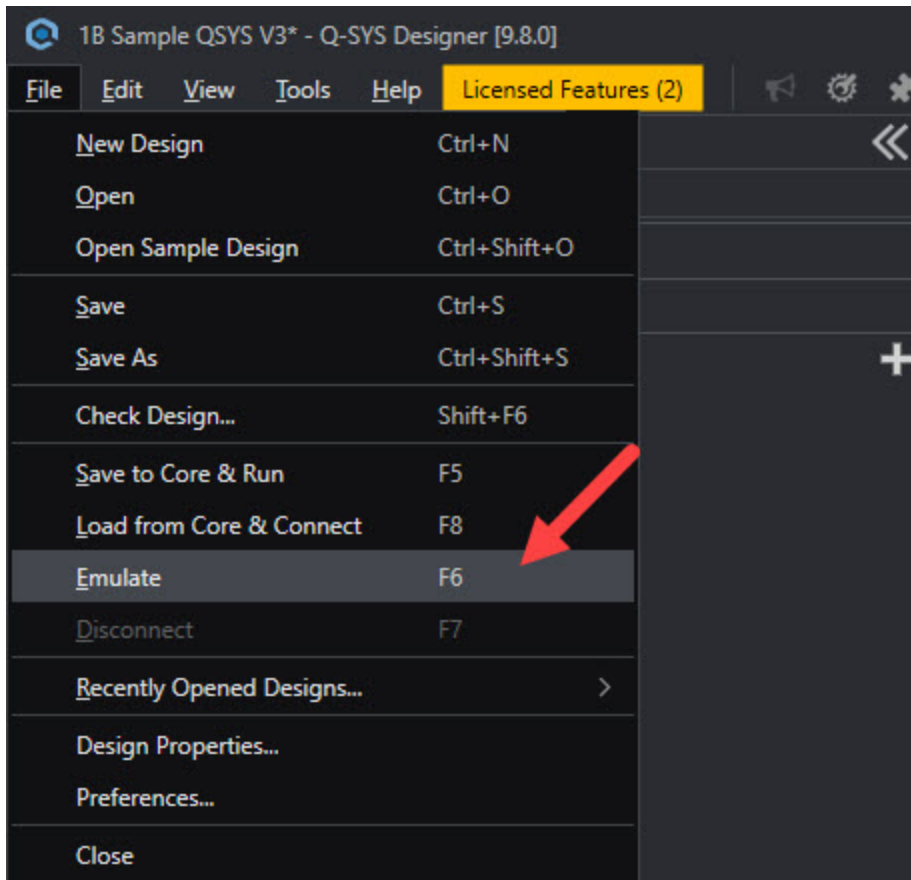 1B Sample QSYS V3* - Q-SYS Designer [9.8.0]
File Edit View Tools Help Licensed Features (2)
New Design Ctrl+N
Open Ctrl+O
Open Sample Design Ctrl+Shift+O
Save Ctrl+S
Save As Ctrl+Shift+S
Check Design... Shift+F6
Save to Core & Run F5
Load from Core & Connect F8
Emulate F6
Disconnect F7
Recently Opened Designs...
Design Properties...
Preferences...
Close